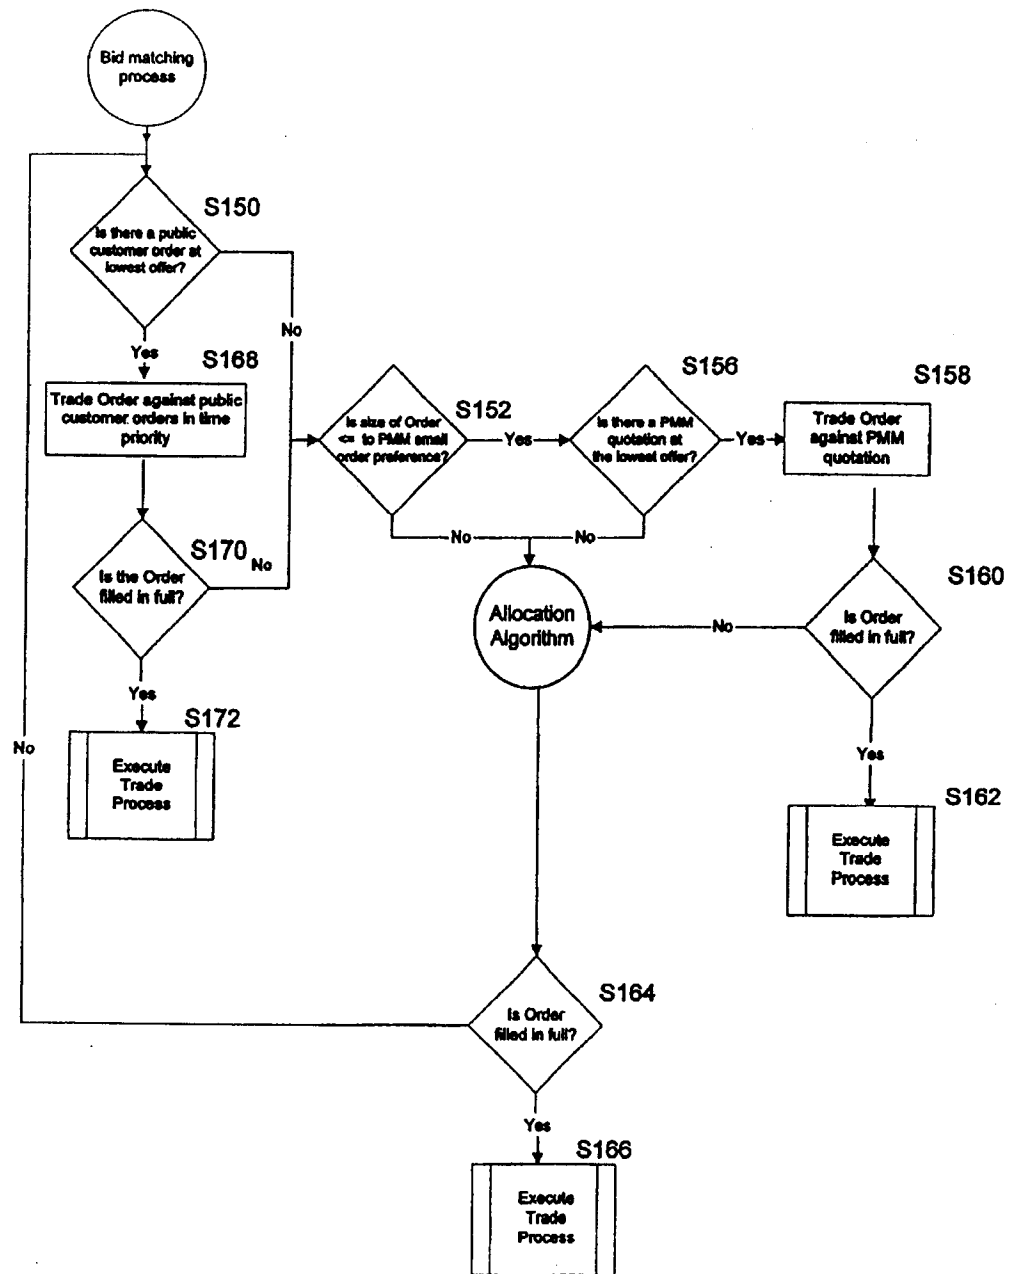 Bid matching
process
S150
Is there a public
customer order at
lowest offer?
No
Yes
S168
Trade Order against public
customer orders in time
priority
S170
No
Is the Order
filled in full?
Yes
S172
Execute
Trade
Process
No
S152
Is size of Order
<= to PMM small
order preference?
Yes
No
S156
Is there a PMM
quotation at
the lowest offer?
Yes
No
S158
Trade Order
against PMM
quotation
S160
Is Order
filled in full?
No
Yes
S162
Execute
Trade
Process
Allocation
Algorithm
S164
Is Order
filled in full?
Yes
S166
Execute
Trade
Process